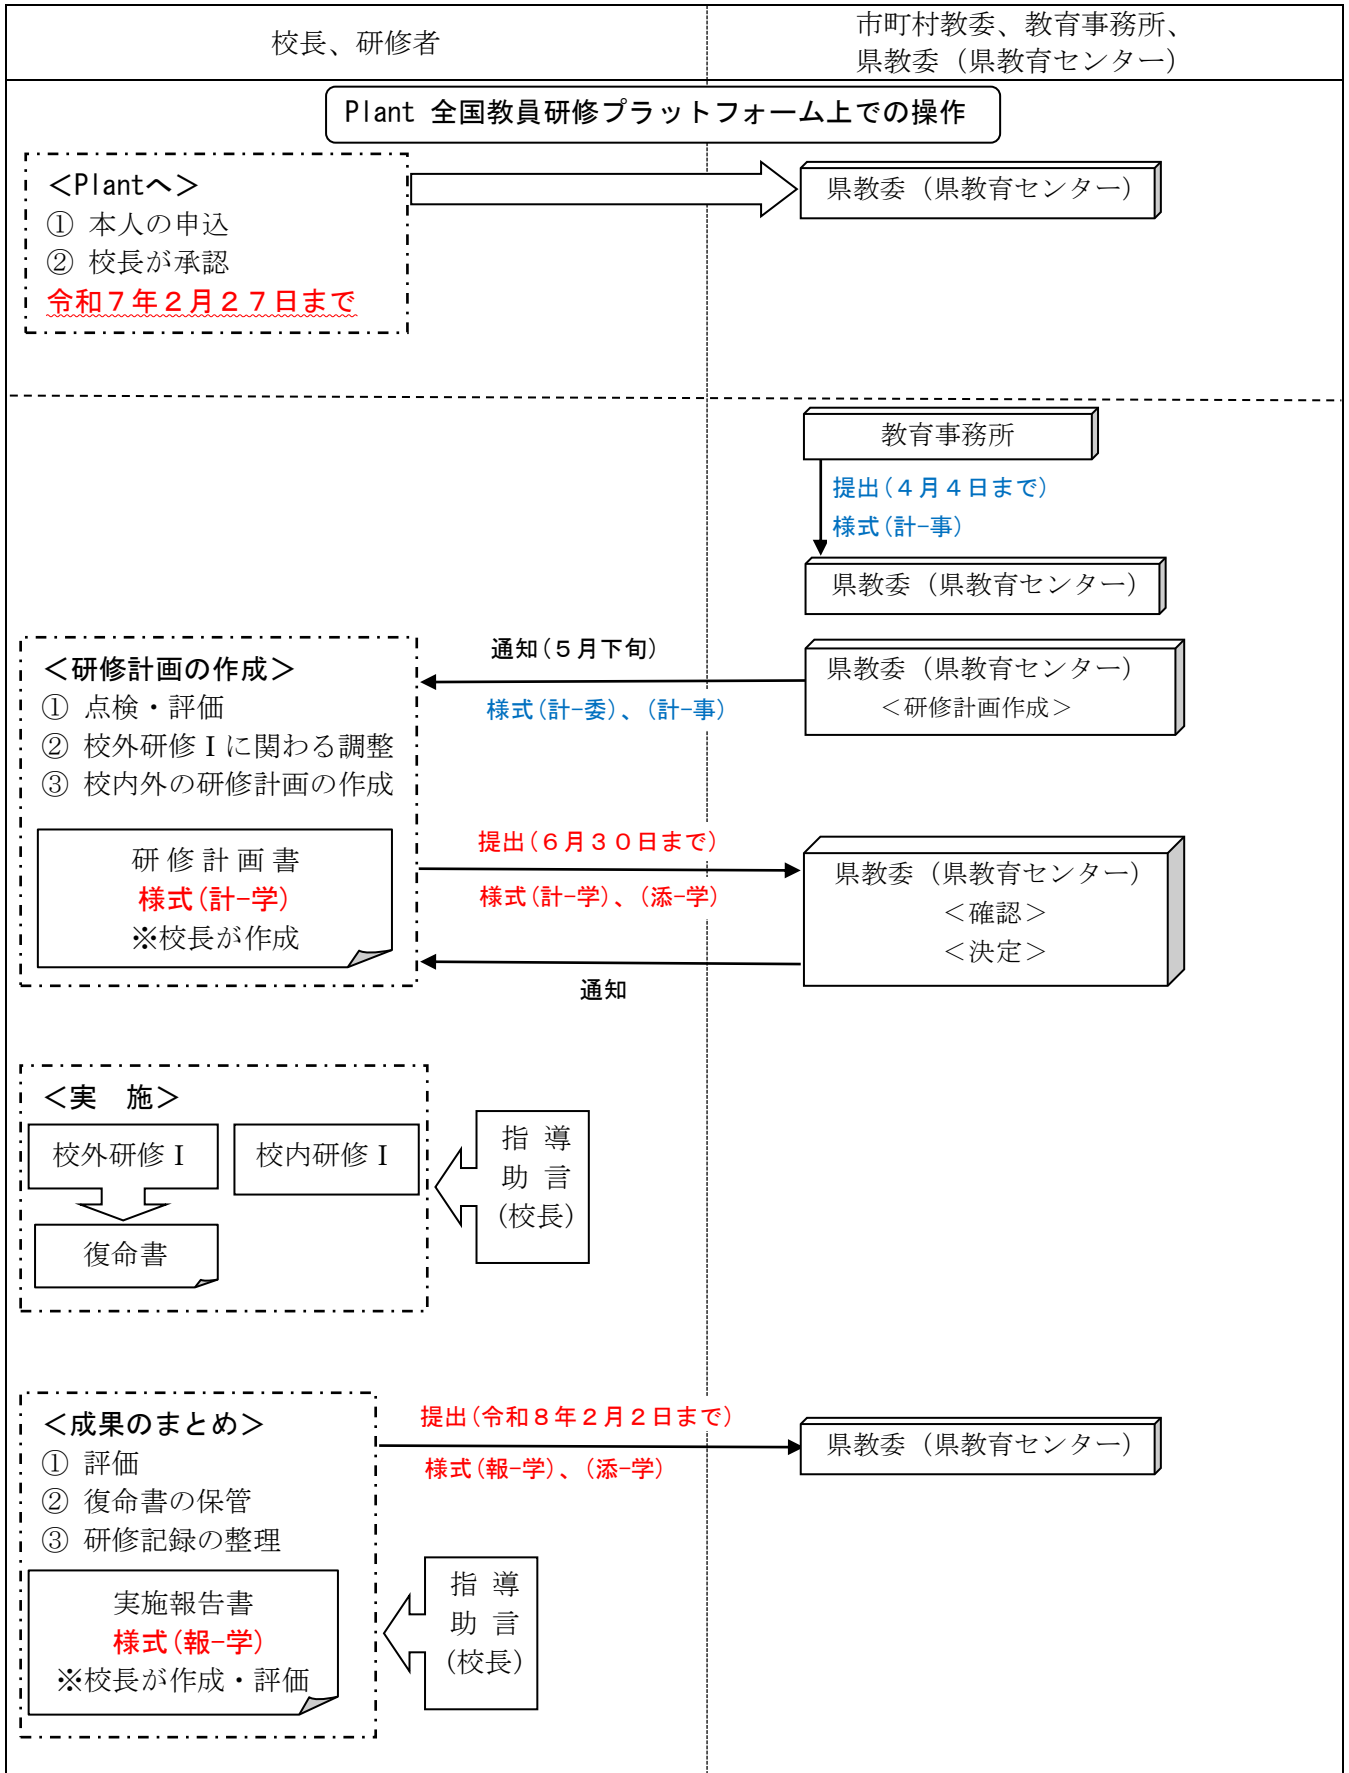 校長、研修者
市町村教委、教育事務所、
県教委（県教育センター）
Plant 全国教員研修プラットフォーム上での操作
＜Plantへ＞
① 本人の申込
② 校長が承認
令和７年２月２７日まで
県教委（県教育センター）
教育事務所
提出(４月４日まで)
様式(計-事)
県教委（県教育センター）
＜研修計画の作成＞
① 点検・評価
② 校外研修Ⅰに関わる調整
③ 校内外の研修計画の作成
通知(５月下旬)
様式(計-委)、(計-事)
県教委（県教育センター）
＜研修計画作成＞
研修計画書
様式(計-学)
※校長が作成
提出(６月３０日まで)
様式(計-学)、(添-学)
県教委（県教育センター）
＜確認＞
＜決定＞
通知
＜実　施＞
校外研修Ⅰ
校内研修Ⅰ
復命書
指 導
助 言
(校長)
＜成果のまとめ＞
① 評価
② 復命書の保管
③ 研修記録の整理
提出(令和８年２月２日まで)
様式(報-学)、(添-学)
県教委（県教育センター）
実施報告書
様式(報-学)
※校長が作成・評価
指 導
助 言
(校長)